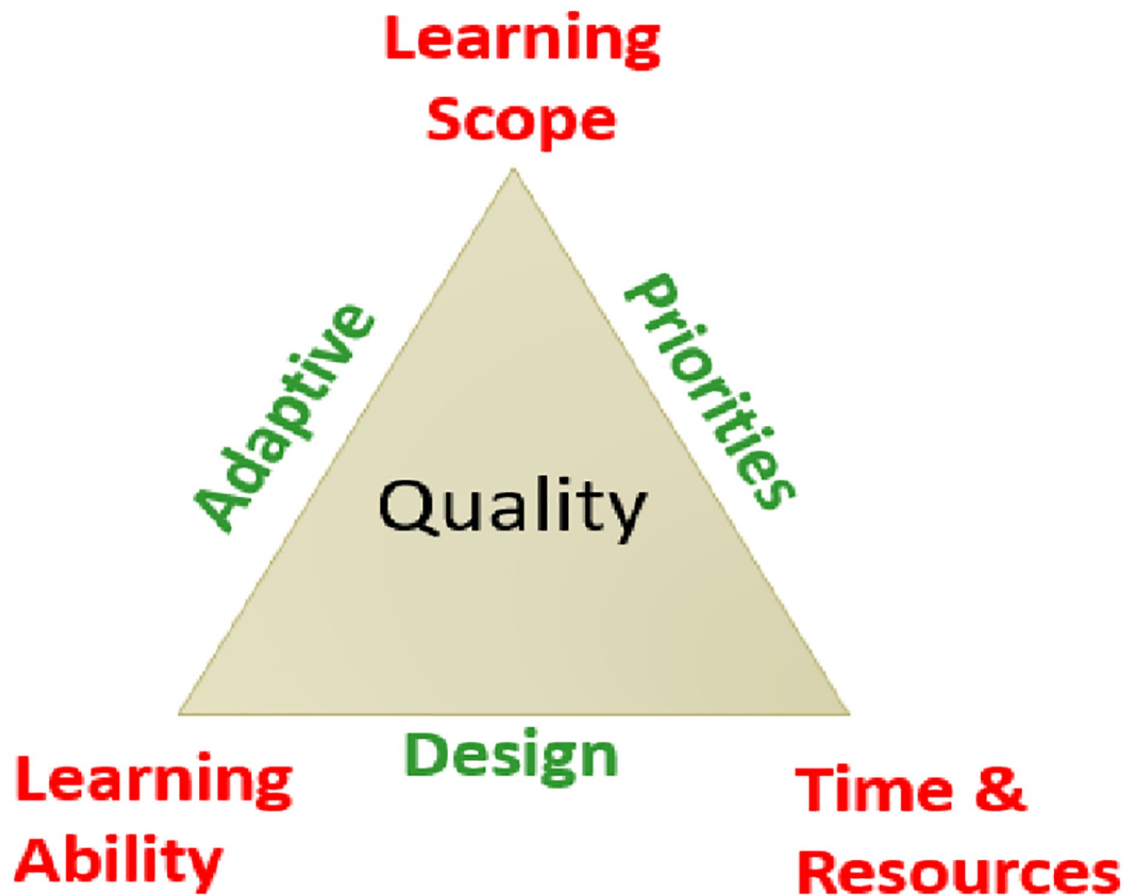 Learning
Scope
Adaptive
Priorities
Quality
Design
Learning
Ability
Time &
Resources